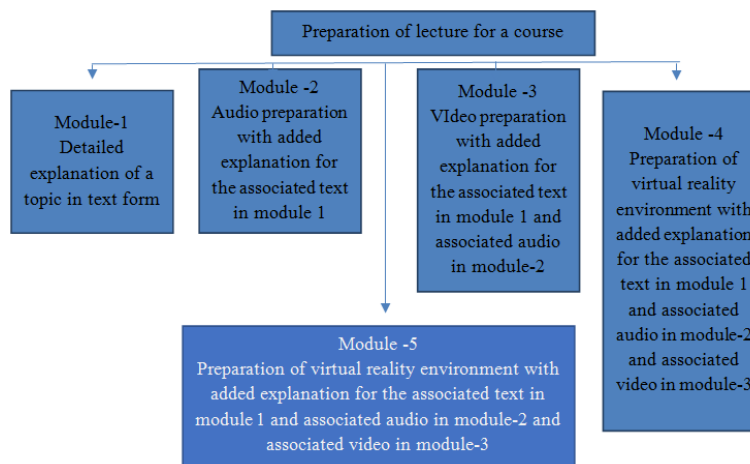 Preparation of lecture for a course
Module-1
Detailed
explanation of a
topic in text form
Module -2
Audio preparation
with added
explanation for
the associated text
in module 1
Module -3
VIdeo preparation
with added
explanation for
the associated text
in module 1 and
associated audio
in module-2
Module -4
Preparation of
virtual reality
environment with
added explanation
for the associated
text in module 1
and associated
audio in module-2
and associated
video in module-3
Module -5
Preparation of virtual reality environment with
added explanation for the associated text in
module 1 and associated audio in module-2 and
associated video in module-3